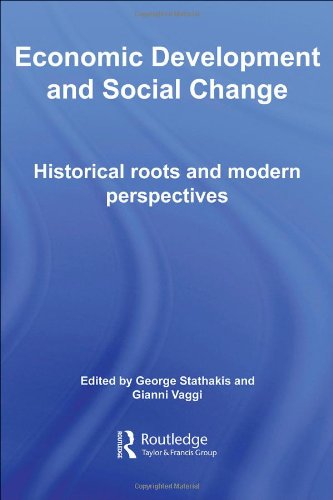 Economic Development
and Social Change
Historical roots and modern
perspectives
Edited by George Stathakis and
Gianni Vaggi
ROUTLEDGE
Routledge
Taylor & Francis Group